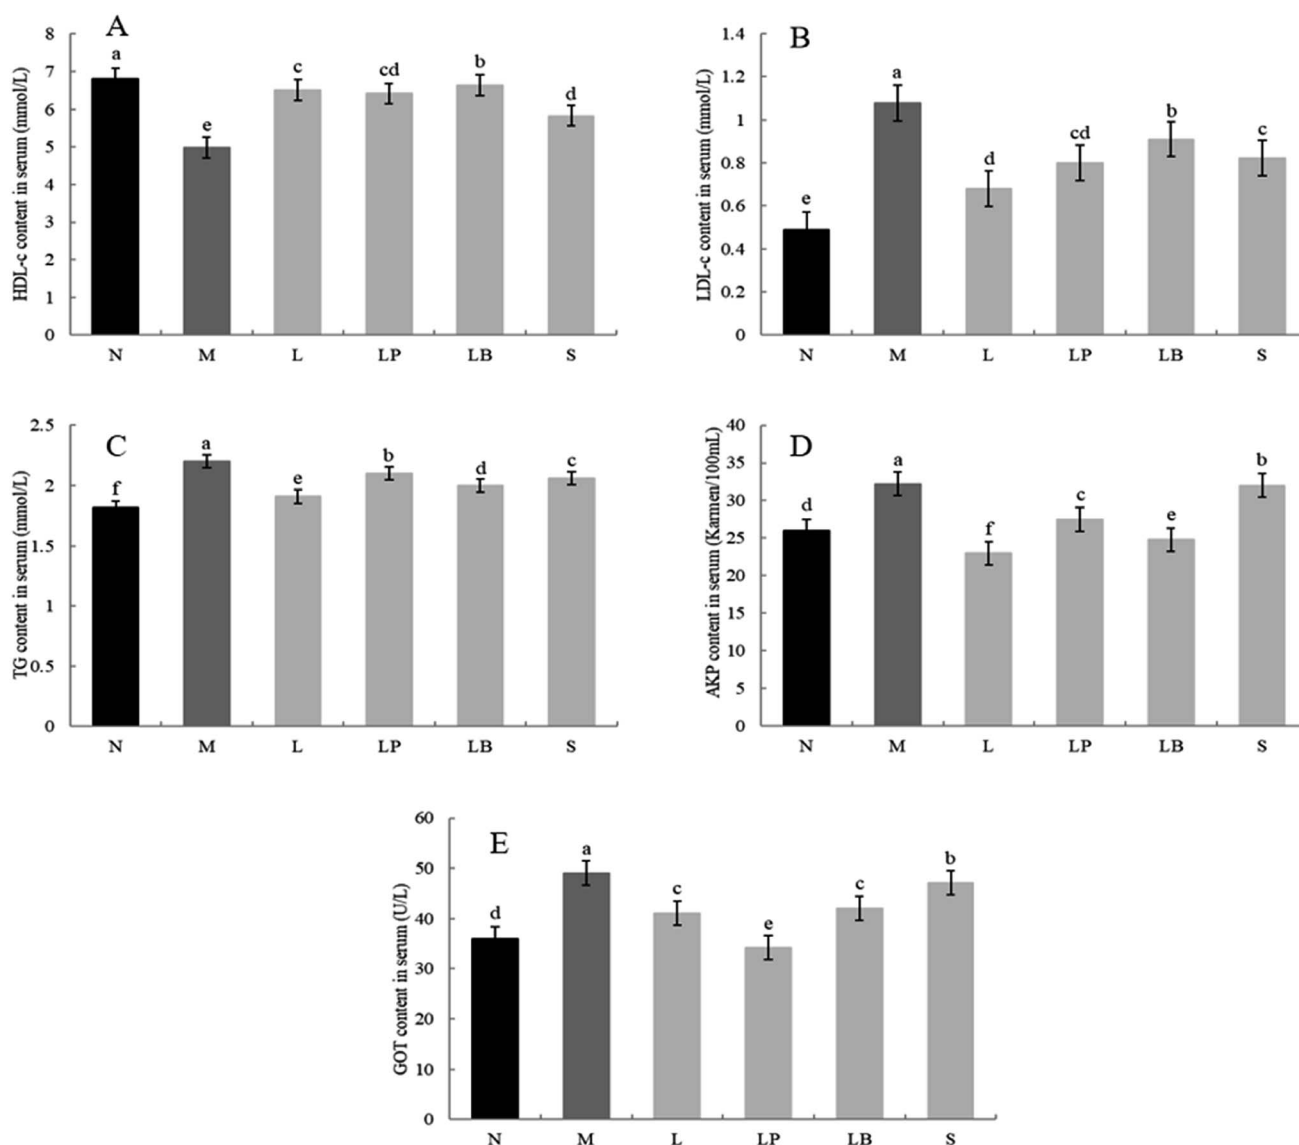 A
HDL-c content in serum (mmol/L)
8
7
6
5
4
3
2
1
0
a
e
c
cd
b
d
N M L LP LB S
B
LDL-c content in serum (mmol/L)
1.4
1.2
1
0.8
0.6
0.4
0.2
0
e
a
d
cd
b
c
N M L LP LB S
C
TG content in serum (mmol/L)
2.5
2
1.5
1
0.5
0
f
a
e
b
d
c
N M L LP LB S
D
AKP content in serum (Karmen/100mL)
40
35
30
25
20
15
10
5
0
d
a
f
c
e
b
N M L LP LB S
E
GOT content in serum (U/L)
60
50
40
30
20
10
0
d
a
c
e
c
b
N M L LP LB S